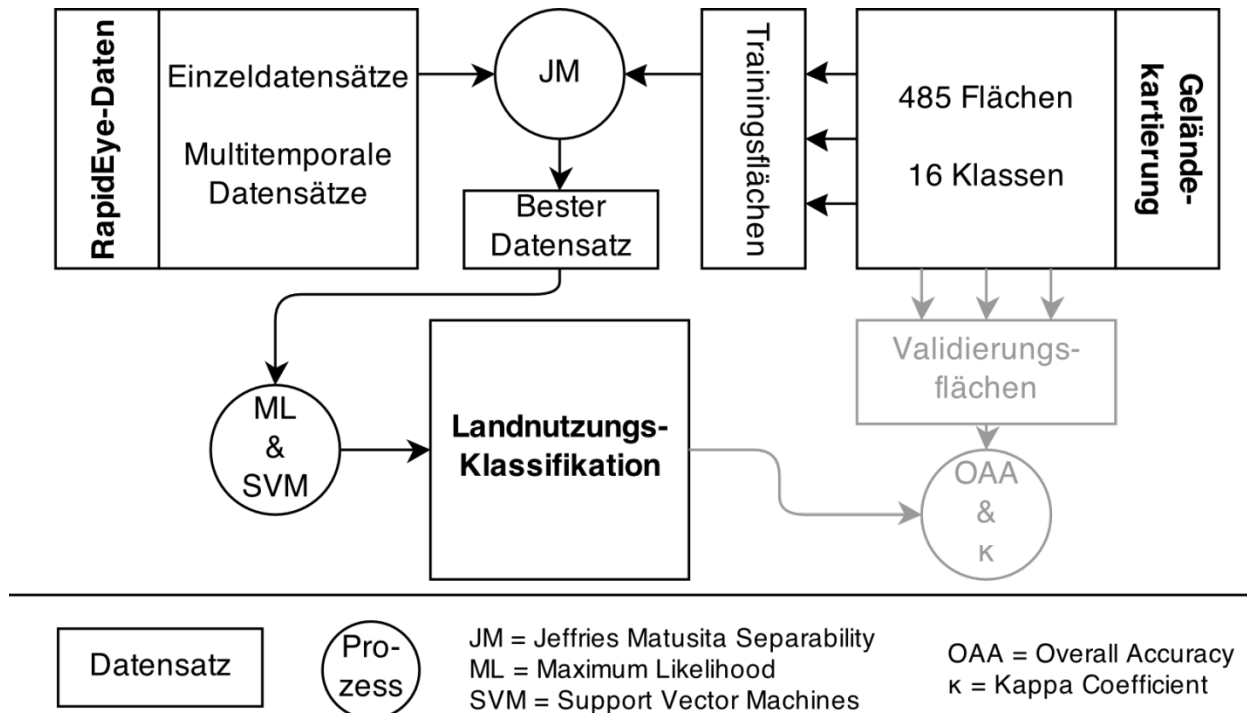 RapidEye-Daten
Einzeldatensätze
Multitemporale
Datensätze
JM
Bester
Datensatz
Trainingsflächen
485 Flächen
16 Klassen
Gelände-
kartierung
Validierungs-
flächen
ML
&
SVM
Landnutzungs-
Klassifikation
OAA
&
κ
Datensatz
Pro-
zess
JM = Jeffries Matusita Separability
ML = Maximum Likelihood
SVM = Support Vector Machines
OAA = Overall Accuracy
κ = Kappa Coefficient